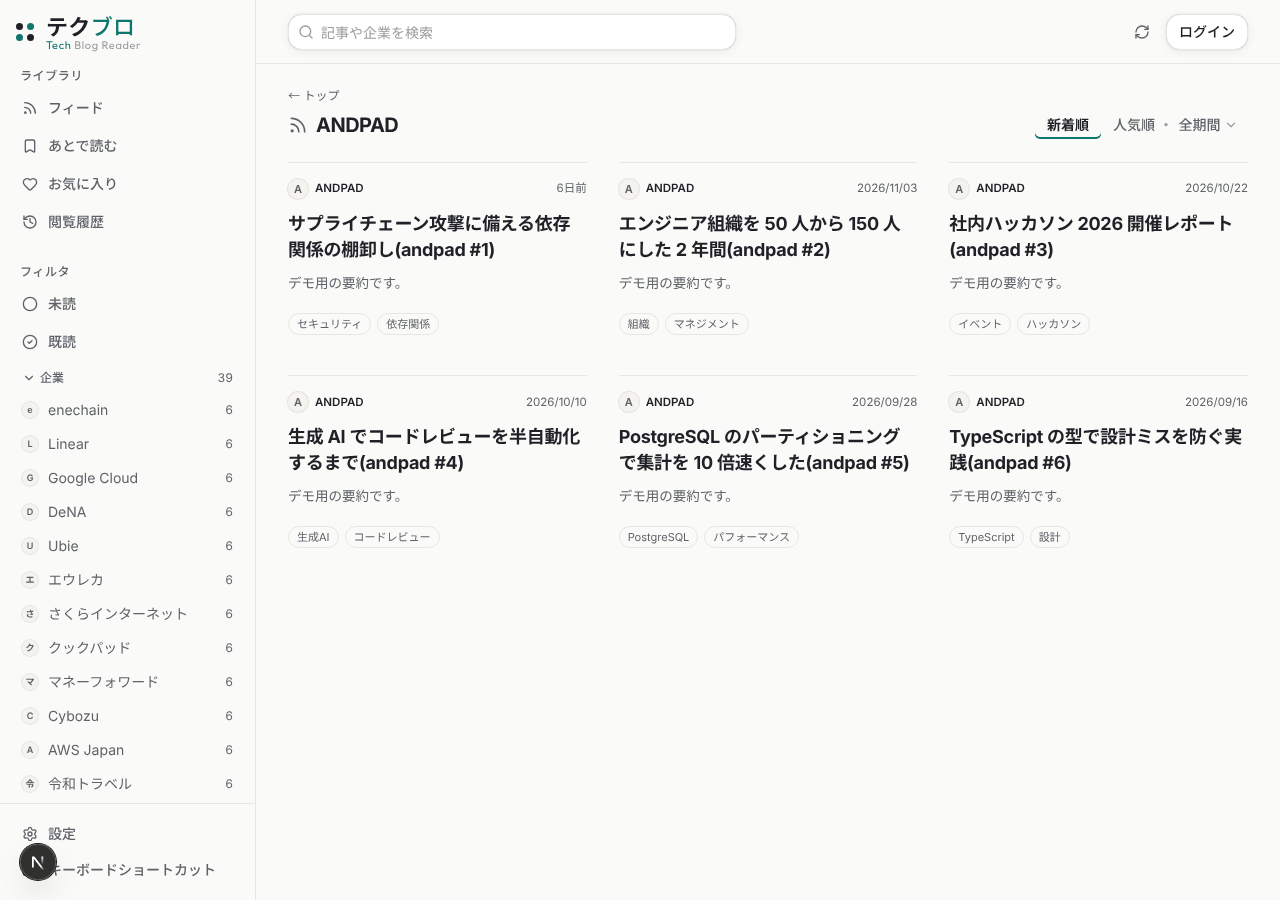 テクブロ
Tech Blog Reader
ライブラリ
フィード
あとで読む
お気に入り
閲覧履歴
フィルタ
未読
既読
企業 39
e enechain 6
L Linear 6
G Google Cloud 6
D DeNA 6
U Ubie 6
エ エウレカ 6
さ さくらインターネット 6
ク クックパッド 6
マ マネーフォワード 6
C Cybozu 6
A AWS Japan 6
令 令和トラベル 6
設定
N
キーボードショートカット
記事や企業を検索
ログイン
← トップ
ANDPAD
新着順 人気順 • 全期間
A ANDPAD 6日前
サプライチェーン攻撃に備える依存
関係の棚卸し(andpad #1)
デモ用の要約です。
セキュリティ 依存関係
A ANDPAD 2026/11/03
エンジニア組織を 50 人から 150 人
にした 2 年間(andpad #2)
デモ用の要約です。
組織 マネジメント
A ANDPAD 2026/10/22
社内ハッカソン 2026 開催レポート
(andpad #3)
デモ用の要約です。
イベント ハッカソン
A ANDPAD 2026/10/10
生成 AI でコードレビューを半自動化
するまで(andpad #4)
デモ用の要約です。
生成AI コードレビュー
A ANDPAD 2026/09/28
PostgreSQL のパーティショニング
で集計を 10 倍速くした(andpad #5)
デモ用の要約です。
PostgreSQL パフォーマンス
A ANDPAD 2026/09/16
TypeScript の型で設計ミスを防ぐ実
践(andpad #6)
デモ用の要約です。
TypeScript 設計